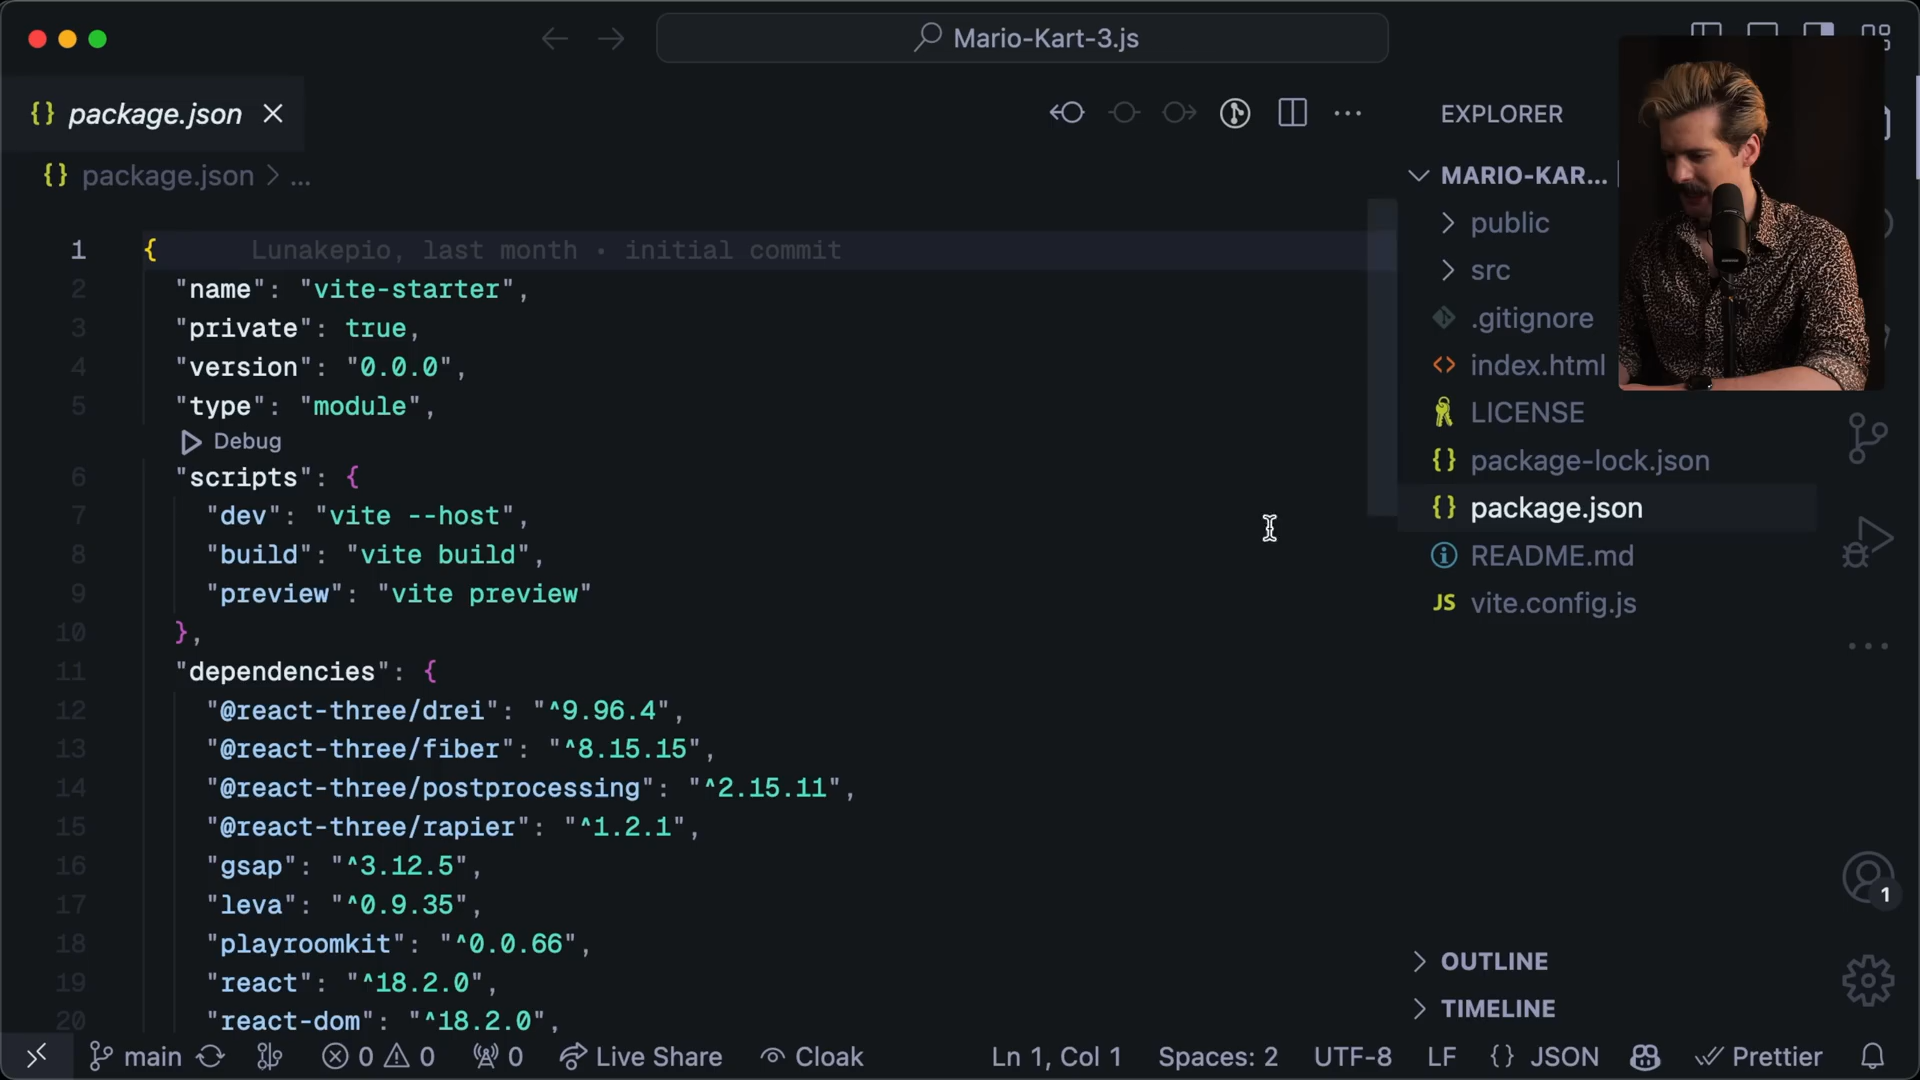 Mario-Kart-3.js
{} package.json ×
{} package.json > ...
EXPLORER
MARIO-KAR...
public
src
.gitignore
<> index.html
LICENSE
{} package-lock.json
{} package.json
README.md
JS vite.config.js
1 { Lunakepio, last month • initial commit
2 "name": "vite-starter",
3 "private": true,
4 "version": "0.0.0",
5 "type": "module",
Debug
6 "scripts": {
7 "dev": "vite --host",
8 "build": "vite build",
9 "preview": "vite preview"
10 },
11 "dependencies": {
12 "@react-three/drei": "^9.96.4",
13 "@react-three/fiber": "^8.15.15",
14 "@react-three/postprocessing": "^2.15.11",
15 "@react-three/rapier": "^1.2.1",
16 "gsap": "^3.12.5",
17 "leva": "^0.9.35",
18 "playroomkit": "^0.0.66",
19 "react": "^18.2.0",
20 "react-dom": "^18.2.0",
1
OUTLINE
TIMELINE
main 0 0 0 Live Share Cloak Ln 1, Col 1 Spaces: 2 UTF-8 LF {} JSON Prettier